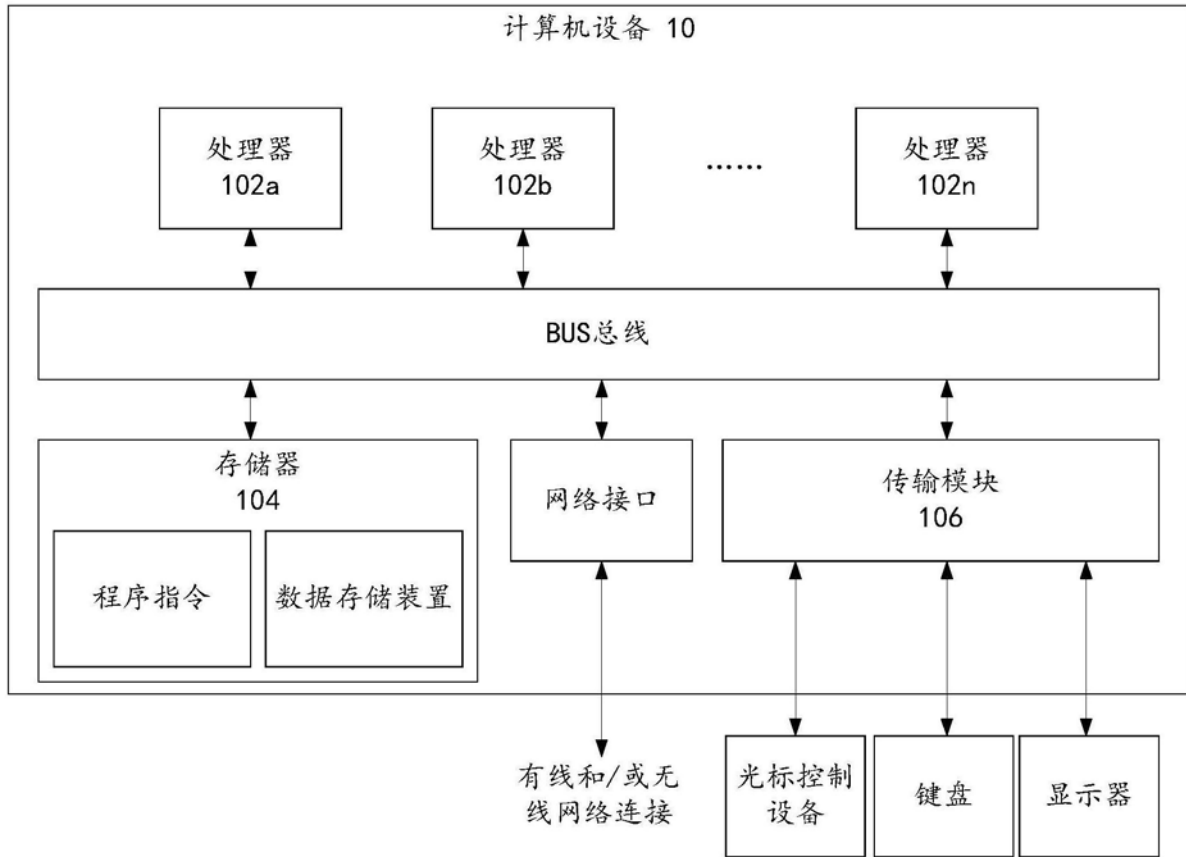 计算机设备 10
处理器
102a
处理器
102b
……
处理器
102n
BUS总线
存储器
104
程序指令
数据存储装置
网络接口
传输模块
106
有线和/或无
线网络连接
光标控制
设备
键盘
显示器